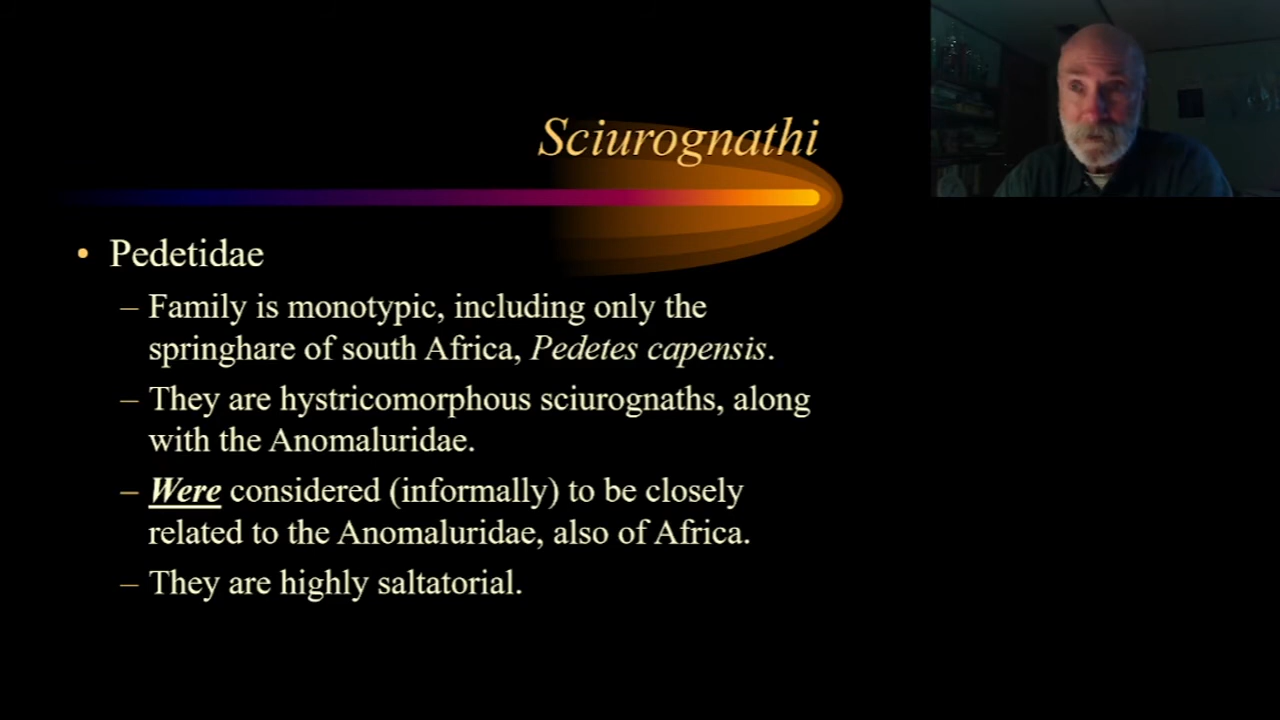 Sciurognathi
• Pedetidae
– Family is monotypic, including only the
springhare of south Africa, Pedetes capensis.
– They are hystricomorphous sciurognaths, along
with the Anomaluridae.
– Were considered (informally) to be closely
related to the Anomaluridae, also of Africa.
– They are highly saltatorial.